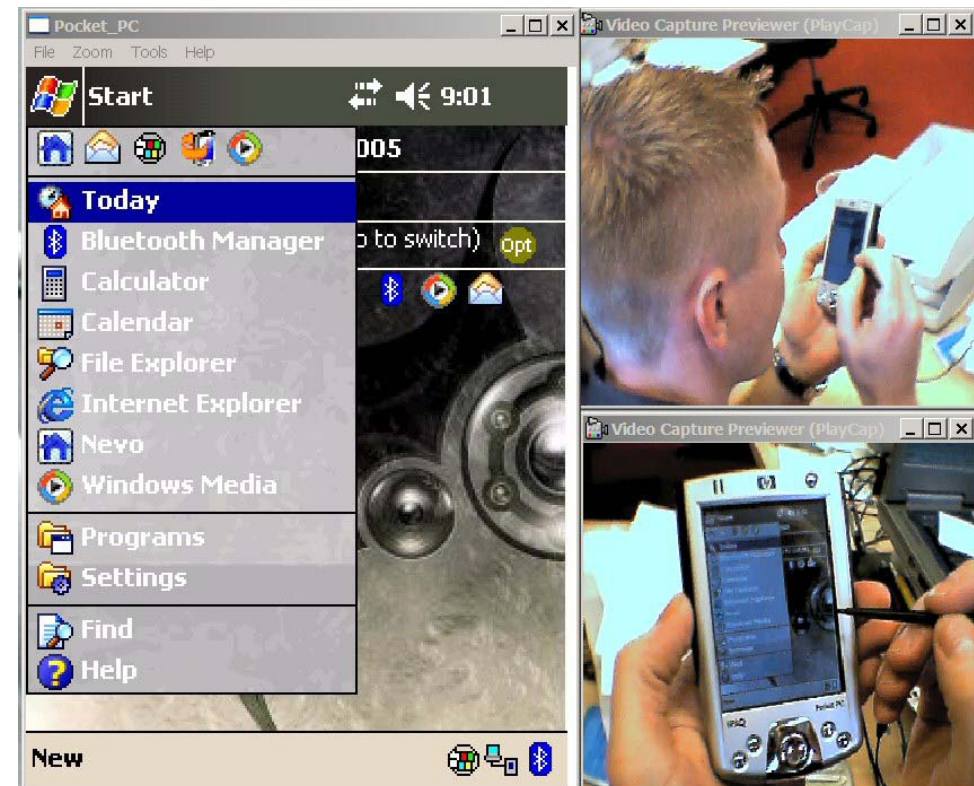 Pocket_PC
File Zoom Tools Help
Start 9:01
005
Today
Bluetooth Manager
to switch) Opt
Calculator
Calendar
File Explorer
Internet Explorer
Nevo
Windows Media
Programs
Settings
Find
Help
New
Video Capture Previewer (PlayCap)
Video Capture Previewer (PlayCap)
hp
iPAQ
Pocket PC